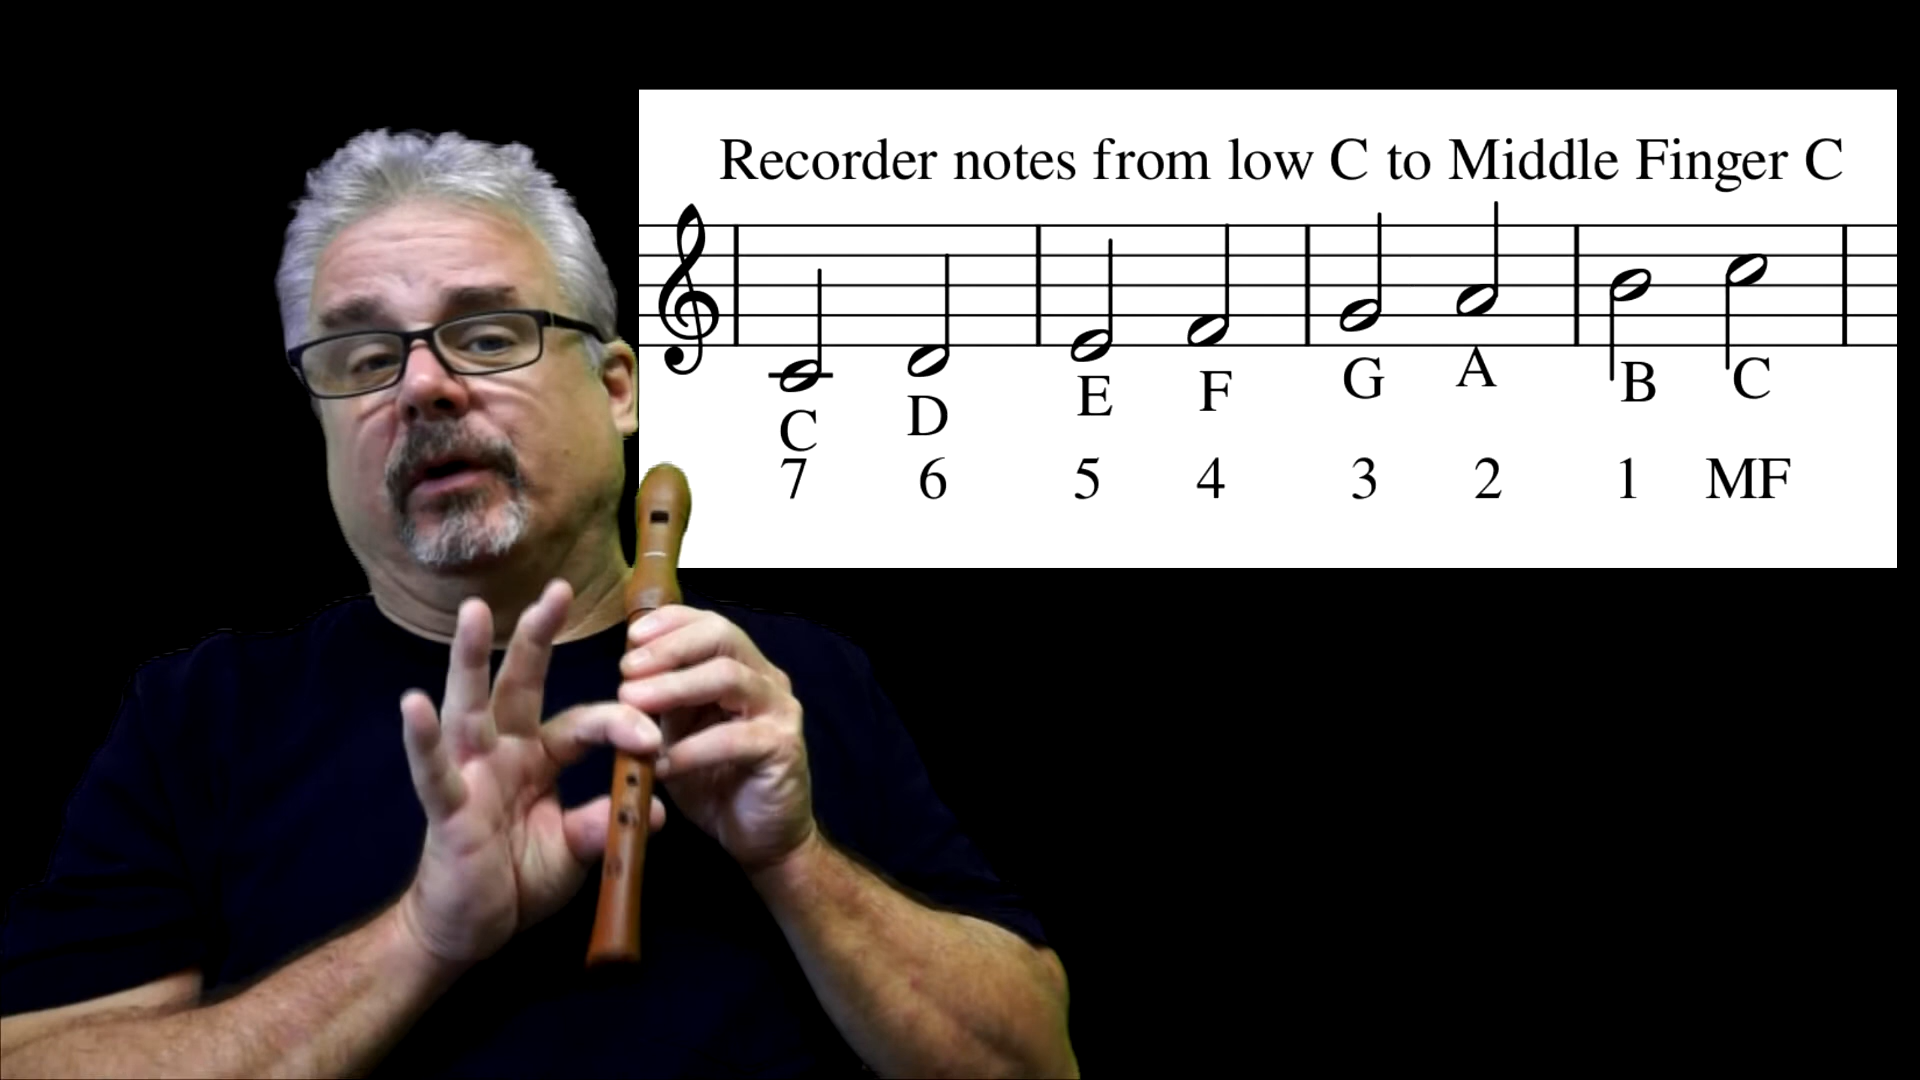 Recorder notes from low C to Middle Finger C
C D E F G A B C
7 6 5 4 3 2 1 MF